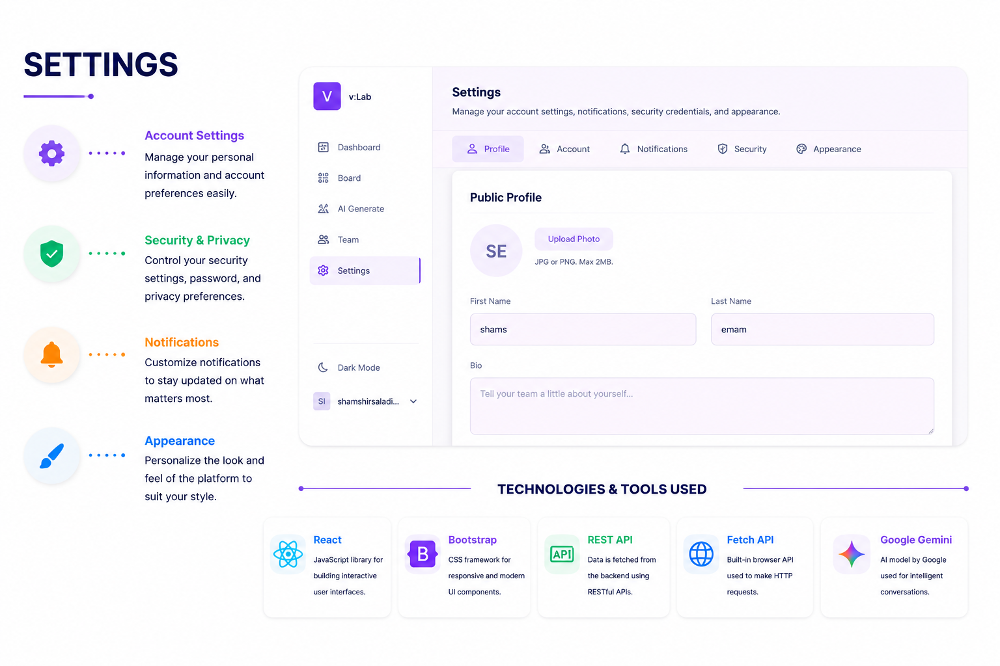 SETTINGS
Account Settings
Manage your personal
information and account
preferences easily.
Security & Privacy
Control your security
settings, password, and
privacy preferences.
Notifications
Customize notifications
to stay updated on what
matters most.
Appearance
Personalize the look and
feel of the platform to
suit your style.
V
v:Lab
Dashboard
Board
AI Generate
Team
Settings
Dark Mode
SI
shamshirsaladi...
Settings
Manage your account settings, notifications, security credentials, and appearance.
Profile
Account
Notifications
Security
Appearance
Public Profile
SE
Upload Photo
JPG or PNG. Max 2MB.
First Name
Last Name
shams
emam
Bio
Tell your team a little about yourself...
TECHNOLOGIES & TOOLS USED
React
JavaScript library for
building interactive
user interfaces.
B
Bootstrap
CSS framework for
responsive and modern
UI components.
API
REST API
Data is fetched from
the backend using
RESTful APIs.
Fetch API
Built-in browser API
used to make HTTP
requests.
Google Gemini
AI model by Google
used for intelligent
conversations.